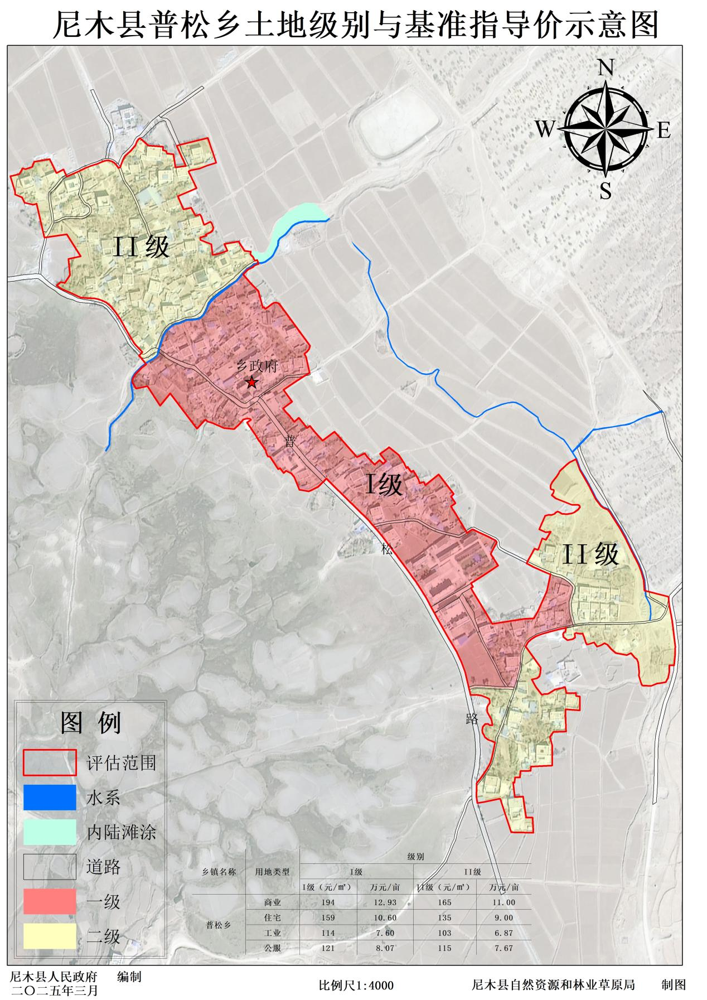 尼木县普松乡土地级别与基准指导价示意图
N
W E
S
II级
乡政府
普
I级
松
II级
路
图 例
评估范围
水系
内陆滩涂
道路
一级
二级
乡镇名称 用地类型 级别
I级 II级
I级（元/㎡） 万元/亩 II级（元/㎡） 万元/亩
普松乡 商业 194 12.93 165 11.00
住宅 159 10.60 135 9.00
工业 114 7.60 103 6.87
公服 121 8.07 115 7.67
尼木县人民政府 编制
二〇二五年三月
比例尺1:4000
尼木县自然资源和林业草原局 制图